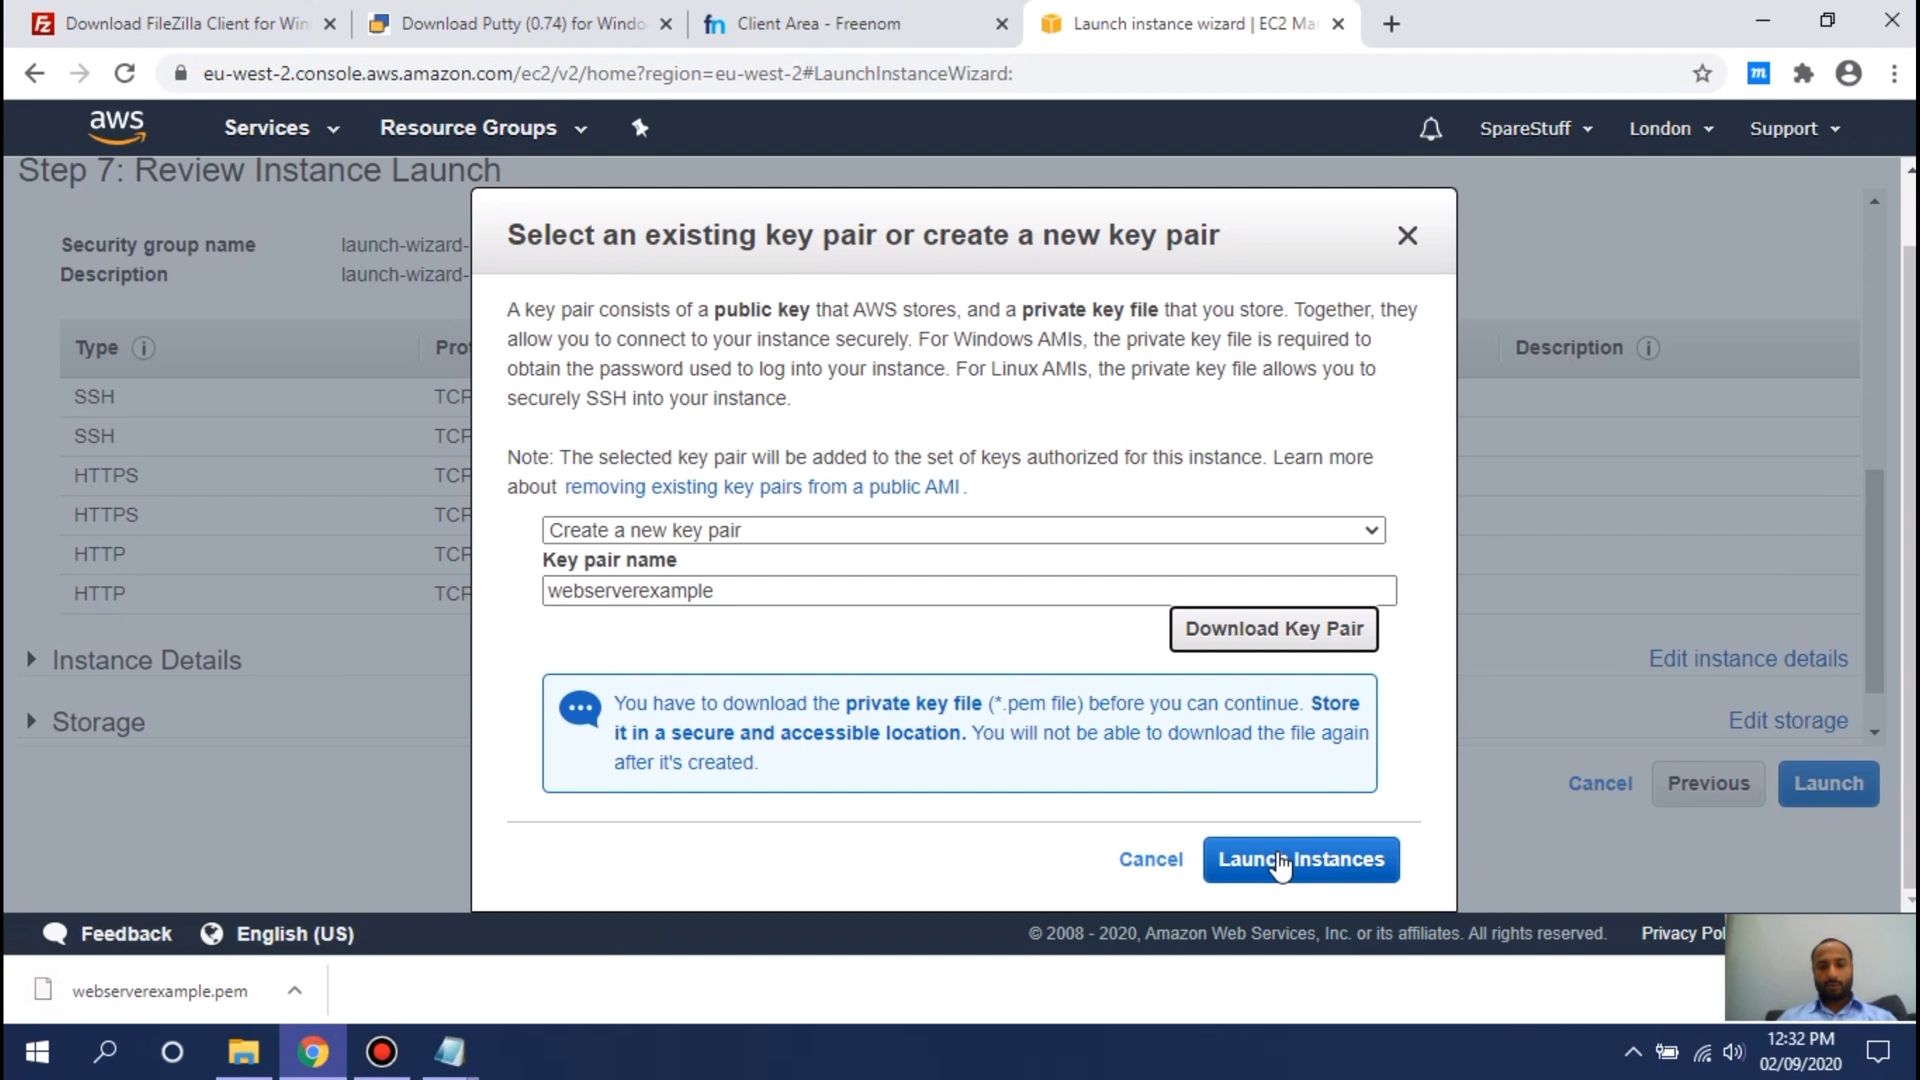 Download FileZilla Client for Win
Download Putty (0.74) for Windo
Client Area - Freenom
Launch instance wizard | EC2 Ma
eu-west-2.console.aws.amazon.com/ec2/v2/home?region=eu-west-2#LaunchInstanceWizard:
aws
Services
Resource Groups
SpareStuff
London
Support
Step 7: Review Instance Launch
Security group name
launch-wizard-
Description
launch-wizard-
Type
Prot
Description
SSH
TCP
SSH
TCP
HTTPS
TCP
HTTPS
TCP
HTTP
TCP
HTTP
TCP
Instance Details
Edit instance details
Storage
Edit storage
Cancel
Previous
Launch
Select an existing key pair or create a new key pair
A key pair consists of a public key that AWS stores, and a private key file that you store. Together, they
allow you to connect to your instance securely. For Windows AMIs, the private key file is required to
obtain the password used to log into your instance. For Linux AMIs, the private key file allows you to
securely SSH into your instance.
Note: The selected key pair will be added to the set of keys authorized for this instance. Learn more
about removing existing key pairs from a public AMI.
Create a new key pair
Key pair name
webserverexample
Download Key Pair
You have to download the private key file (*.pem file) before you can continue. Store
it in a secure and accessible location. You will not be able to download the file again
after it's created.
Cancel
Launch Instances
Feedback
English (US)
© 2008 - 2020, Amazon Web Services, Inc. or its affiliates. All rights reserved.
Privacy Pol
webserverexample.pem
12:32 PM
02/09/2020